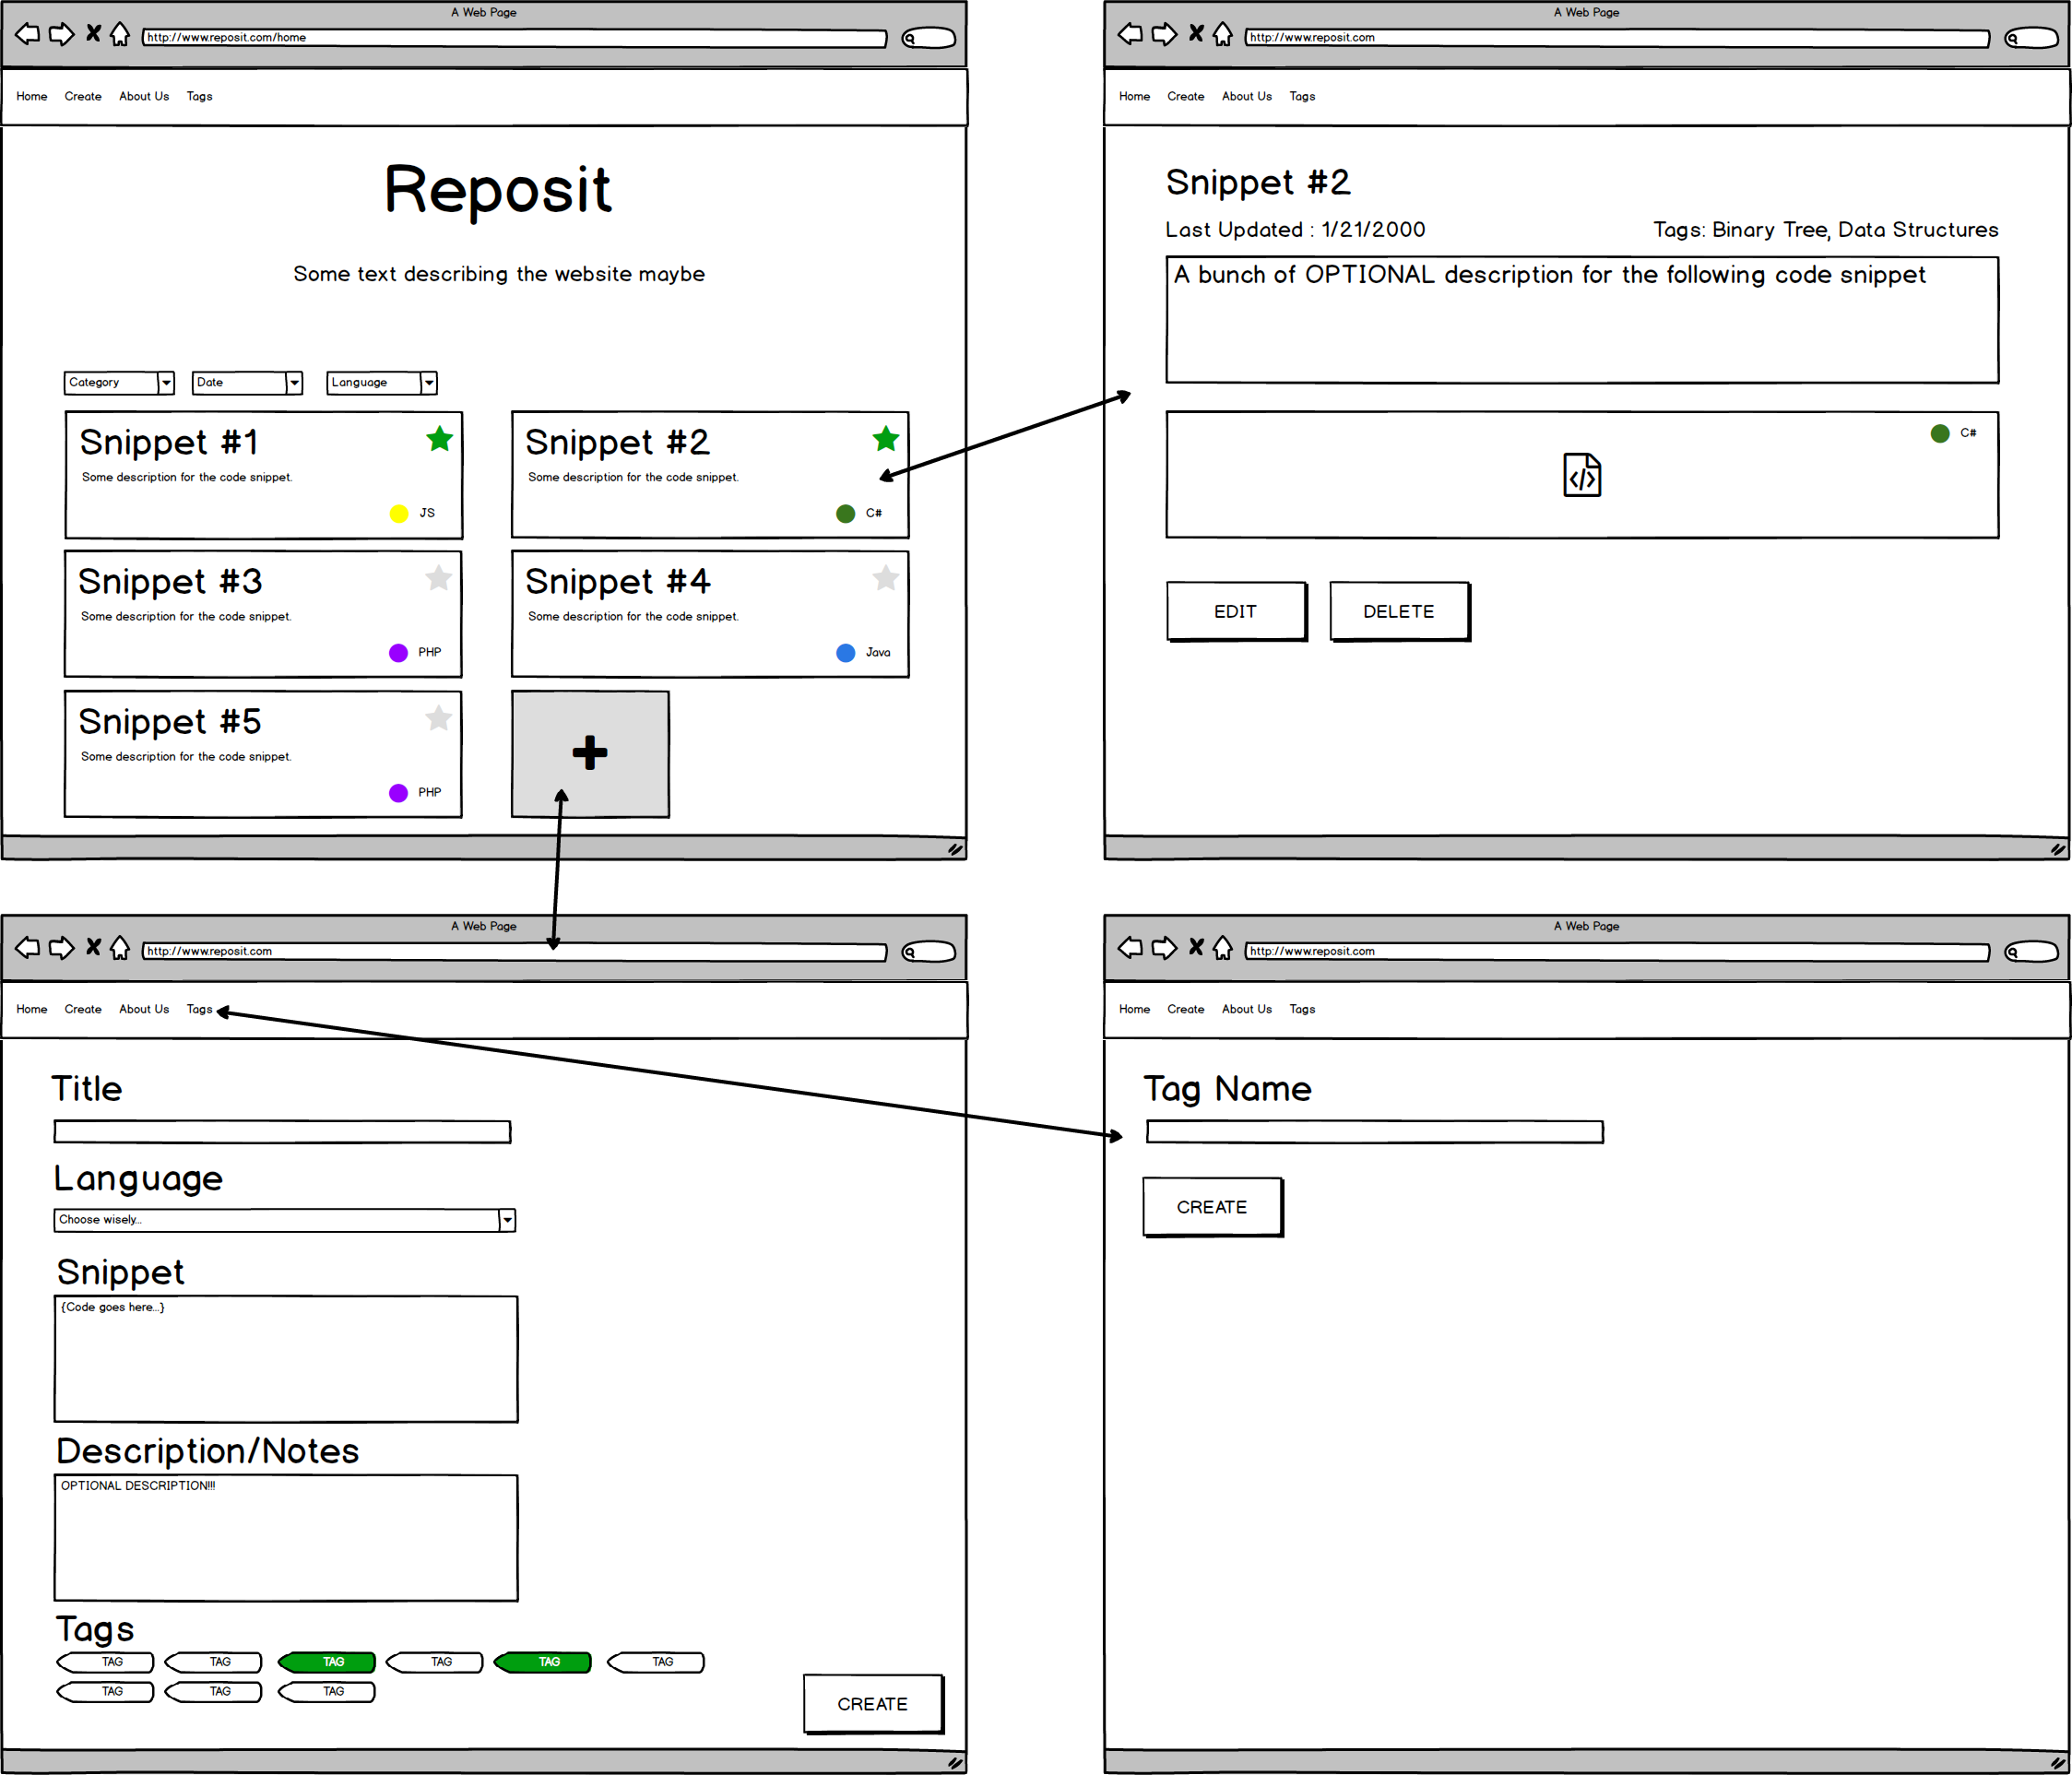 A Web Page
http://www.reposit.com/home
Home Create About Us Tags
Reposit
Some text describing the website maybe
Category Date Language
Snippet #1
Some description for the code snippet.
JS
Snippet #2
Some description for the code snippet.
C#
Snippet #3
Some description for the code snippet.
PHP
Snippet #4
Some description for the code snippet.
Java
Snippet #5
Some description for the code snippet.
PHP
A Web Page
http://www.reposit.com
Home Create About Us Tags
Snippet #2
Last Updated : 1/21/2000 Tags: Binary Tree, Data Structures
A bunch of OPTIONAL description for the following code snippet
C#
</>
EDIT DELETE
A Web Page
http://www.reposit.com
Home Create About Us Tags
Title
Language
Choose wisely...
Snippet
{Code goes here...}
Description/Notes
OPTIONAL DESCRIPTION!!!
Tags
TAG TAG TAG TAG TAG TAG
TAG TAG TAG
CREATE
A Web Page
http://www.reposit.com
Home Create About Us Tags
Tag Name
CREATE